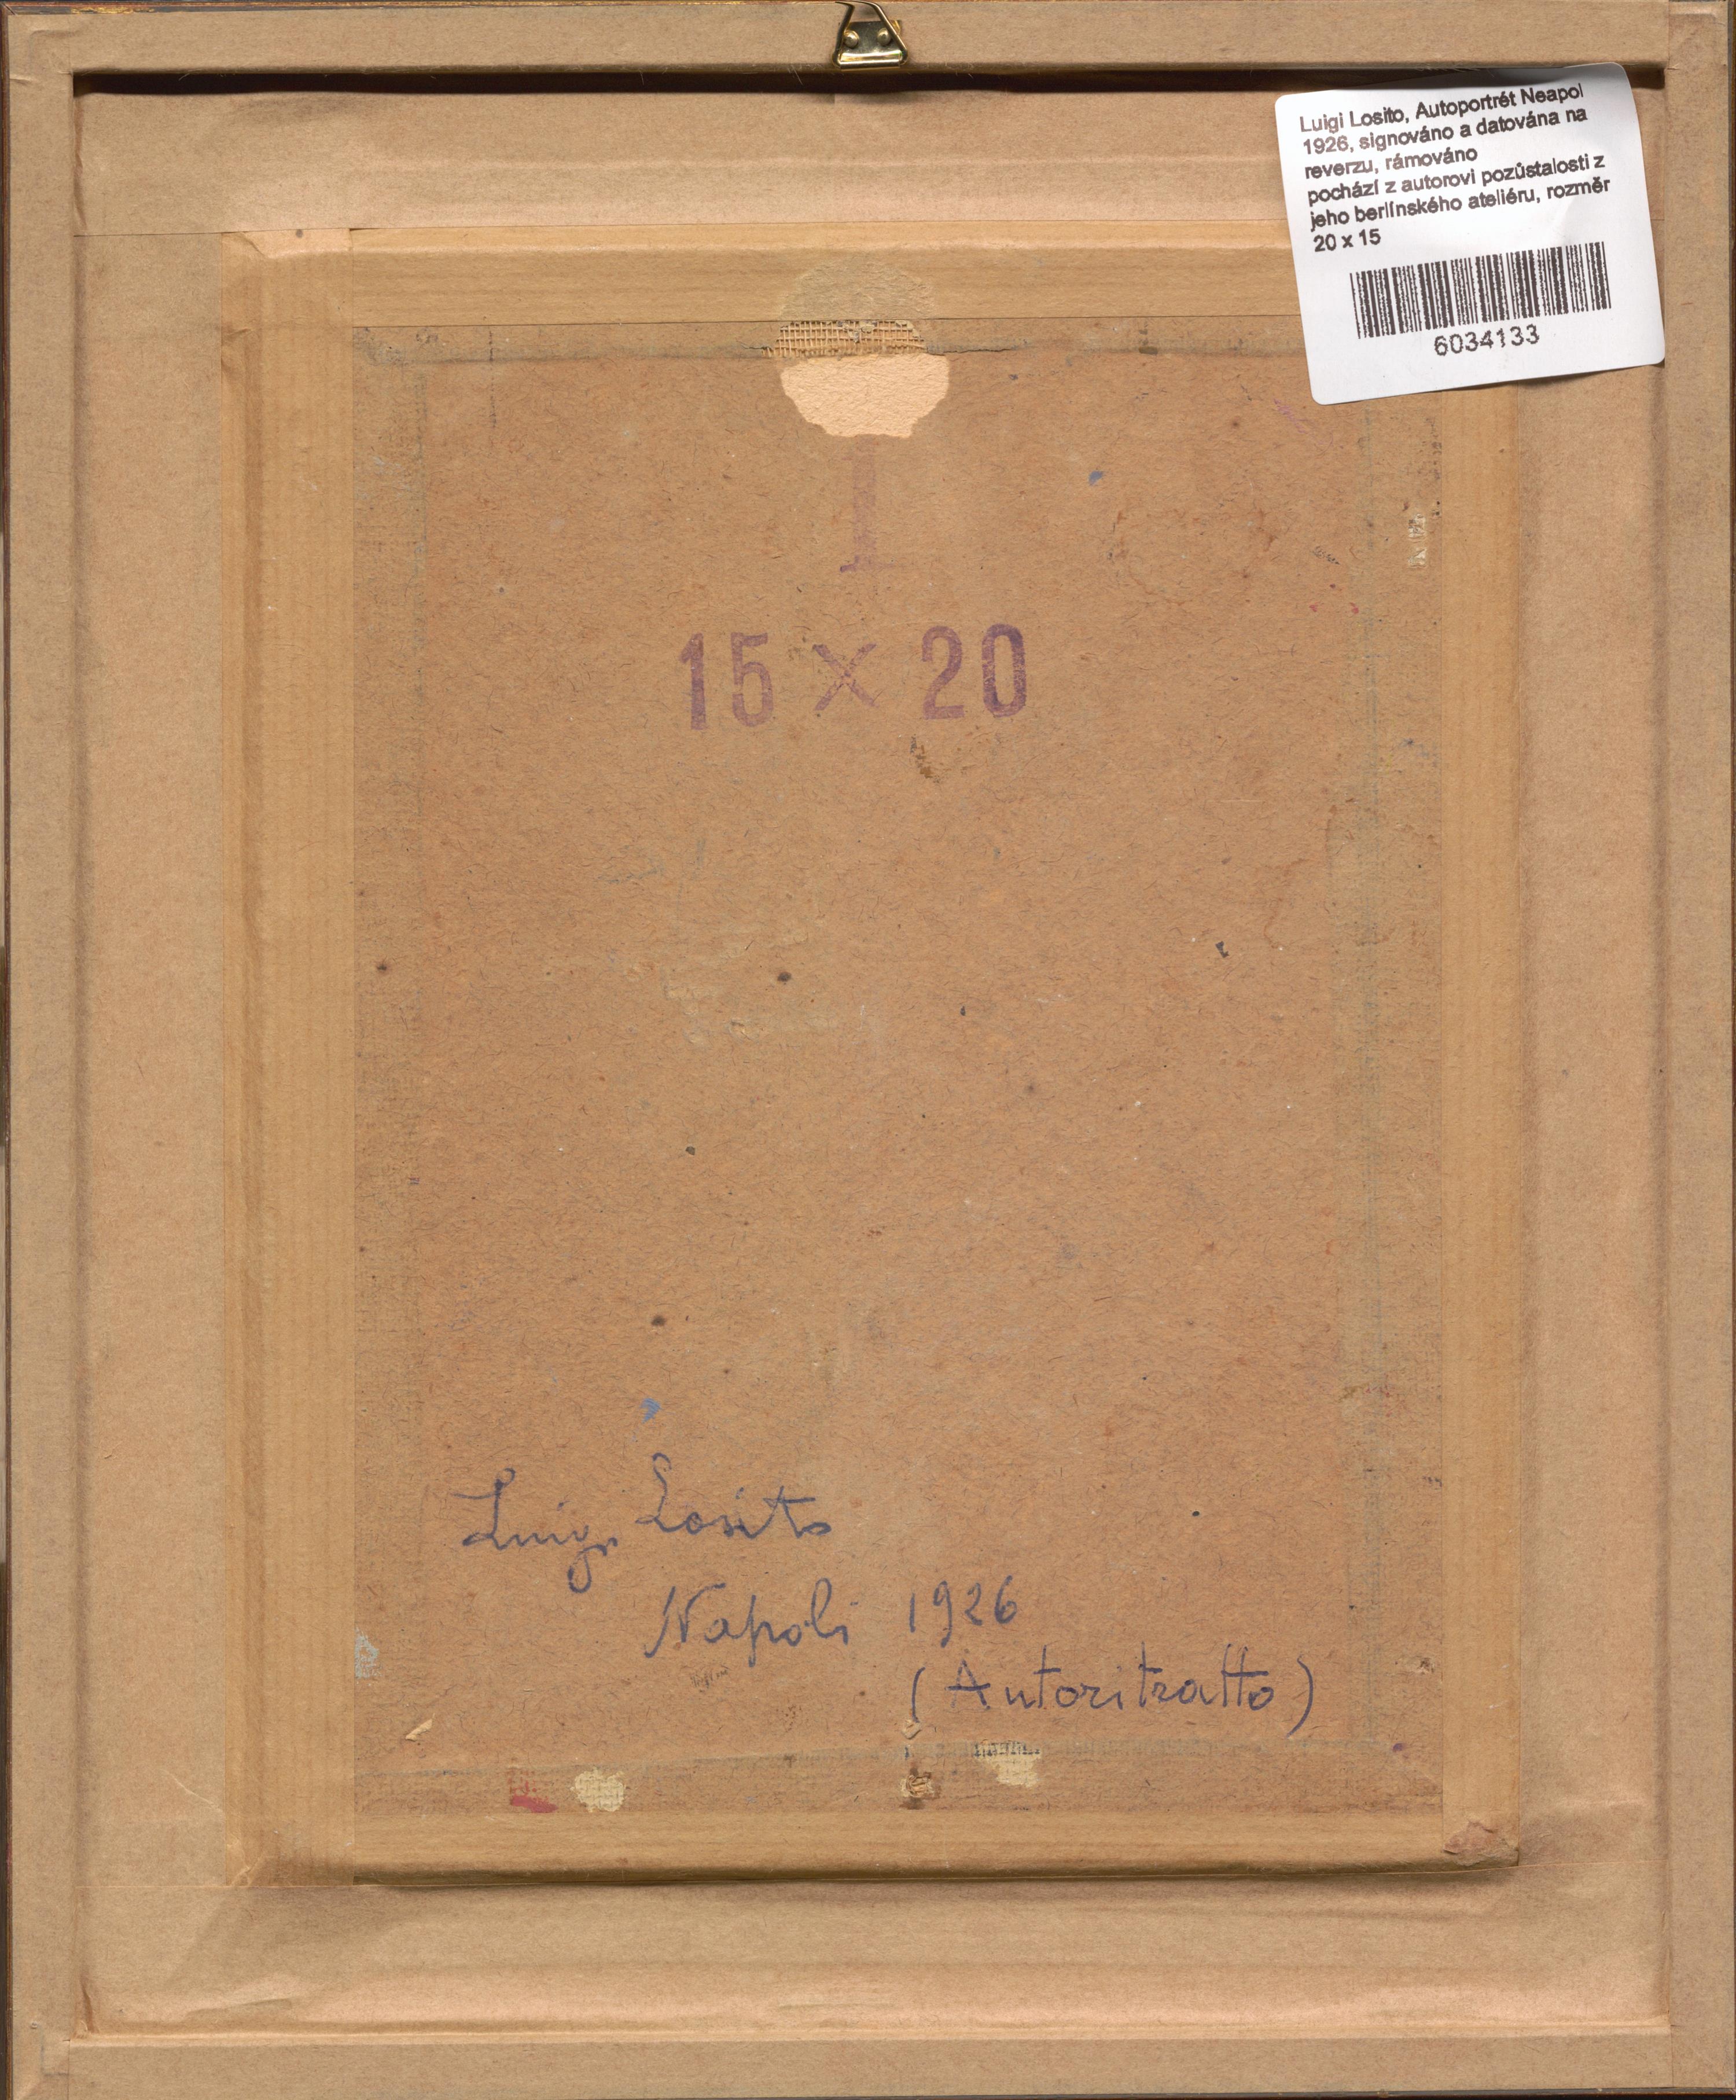 Luigi Losito, Autoportrét Neapol
1926, signováno a datována na
reverzu, rámováno
pochází z autorovi pozůstalosti z
jeho berlínského ateliéru, rozměr
20 x 15
6034133
1
15 × 20
Luigi Losito
Napoli 1926
(Autoritratto)